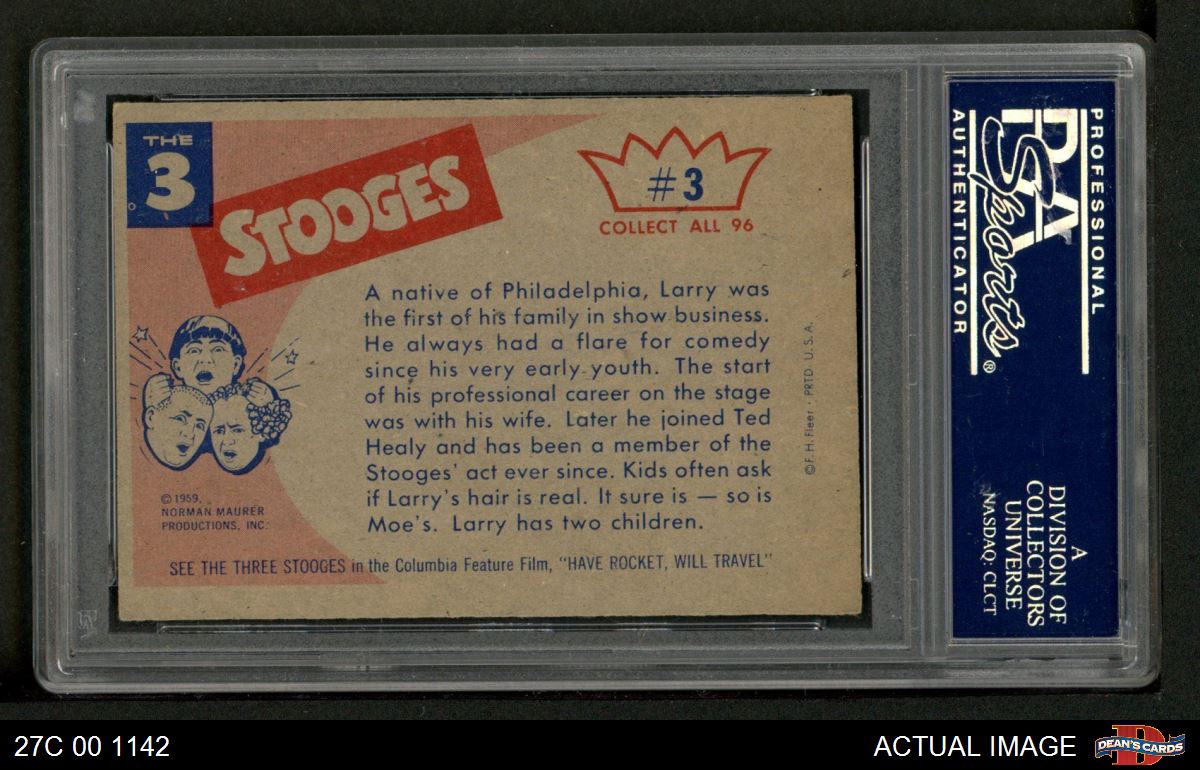 THE
3
STOOGES
#3
COLLECT ALL 96
A native of Philadelphia, Larry was
the first of his family in show business.
He always had a flare for comedy
since his very early youth. The start
of his professional career on the stage
was with his wife. Later he joined Ted
Healy and has been a member of the
Stooges' act ever since. Kids often ask
if Larry's hair is real. It sure is — so is
Moe's. Larry has two children.
© 1959,
NORMAN MAURER
PRODUCTIONS, INC.
SEE THE THREE STOOGES in the Columbia Feature Film, "HAVE ROCKET, WILL TRAVEL"
©F. H. Fleer • PRTD U. S. A.
PROFESSIONAL
PSA
Sports®
AUTHENTICATOR
A
DIVISION OF
COLLECTORS
UNIVERSE
NASDAQ: CLCT
27C 00 1142
ACTUAL IMAGE
D
DEAN'S CARDS